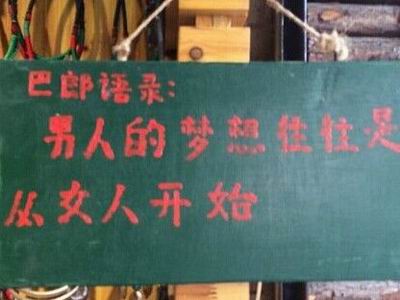 巴郎语录：
男人的梦想往往是
从女人开始